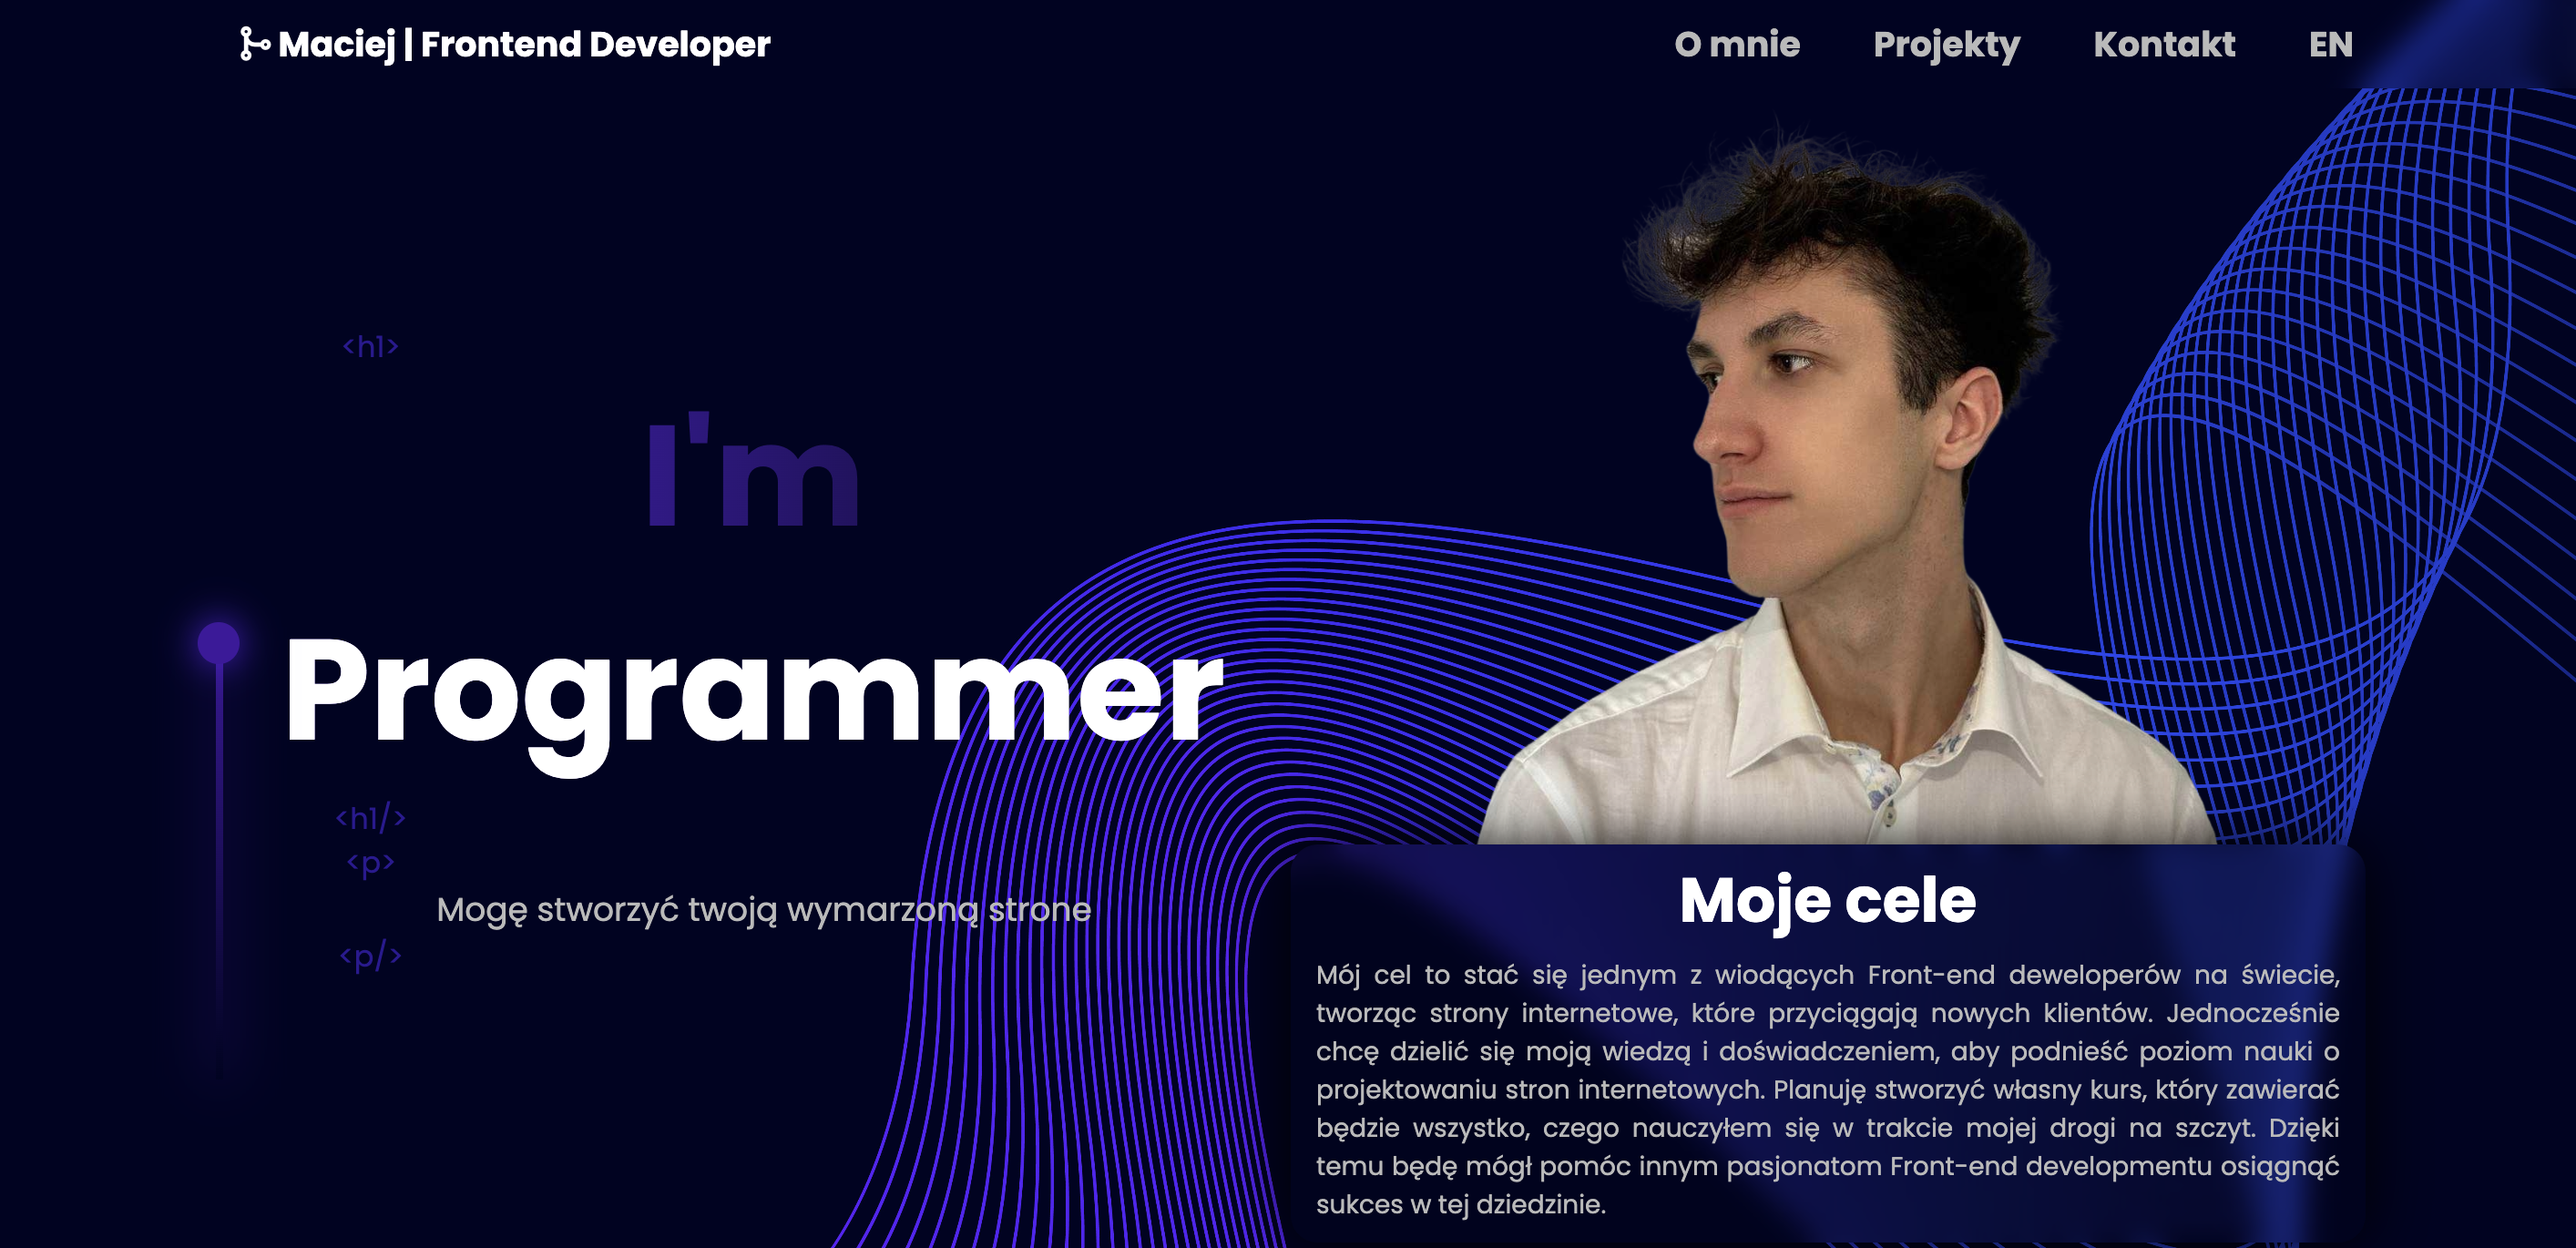 Maciej | Frontend Developer
O mnie
Projekty
Kontakt
EN
<h1>
I'm
Programmer
<h1/>
<p>
Mogę stworzyć twoją wymarzoną strone
<p/>
Moje cele
Mój cel to stać się jednym z wiodących Front-end deweloperów na świecie,
tworząc strony internetowe, które przyciągają nowych klientów. Jednocześnie
chcę dzielić się moją wiedzą i doświadczeniem, aby podnieść poziom nauki o
projektowaniu stron internetowych. Planuję stworzyć własny kurs, który zawierać
będzie wszystko, czego nauczyłem się w trakcie mojej drogi na szczyt. Dzięki
temu będę mógł pomóc innym pasjonatom Front-end developmentu osiągnąć
sukces w tej dziedzinie.